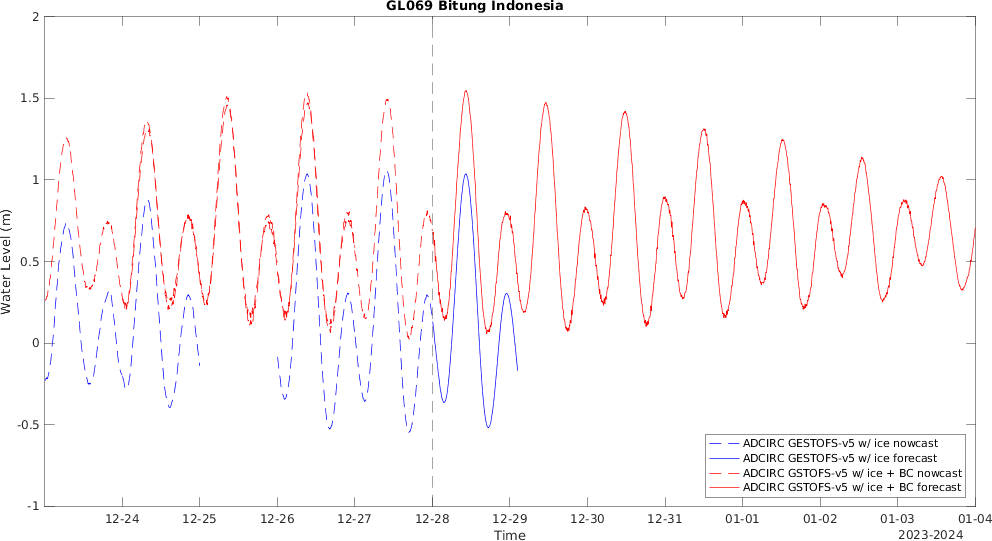 GL069 Bitung Indonesia
2
1.5
1
0.5
0
-0.5
-1
Water Level (m)
ADCIRC GESTOFS-v5 w/ ice nowcast
ADCIRC GESTOFS-v5 w/ ice forecast
ADCIRC GSTOFS-v5 w/ ice + BC nowcast
ADCIRC GSTOFS-v5 w/ ice + BC forecast
12-24 12-25 12-26 12-27 12-28 12-29 12-30 12-31 01-01 01-02 01-03 01-04
Time
2023-2024